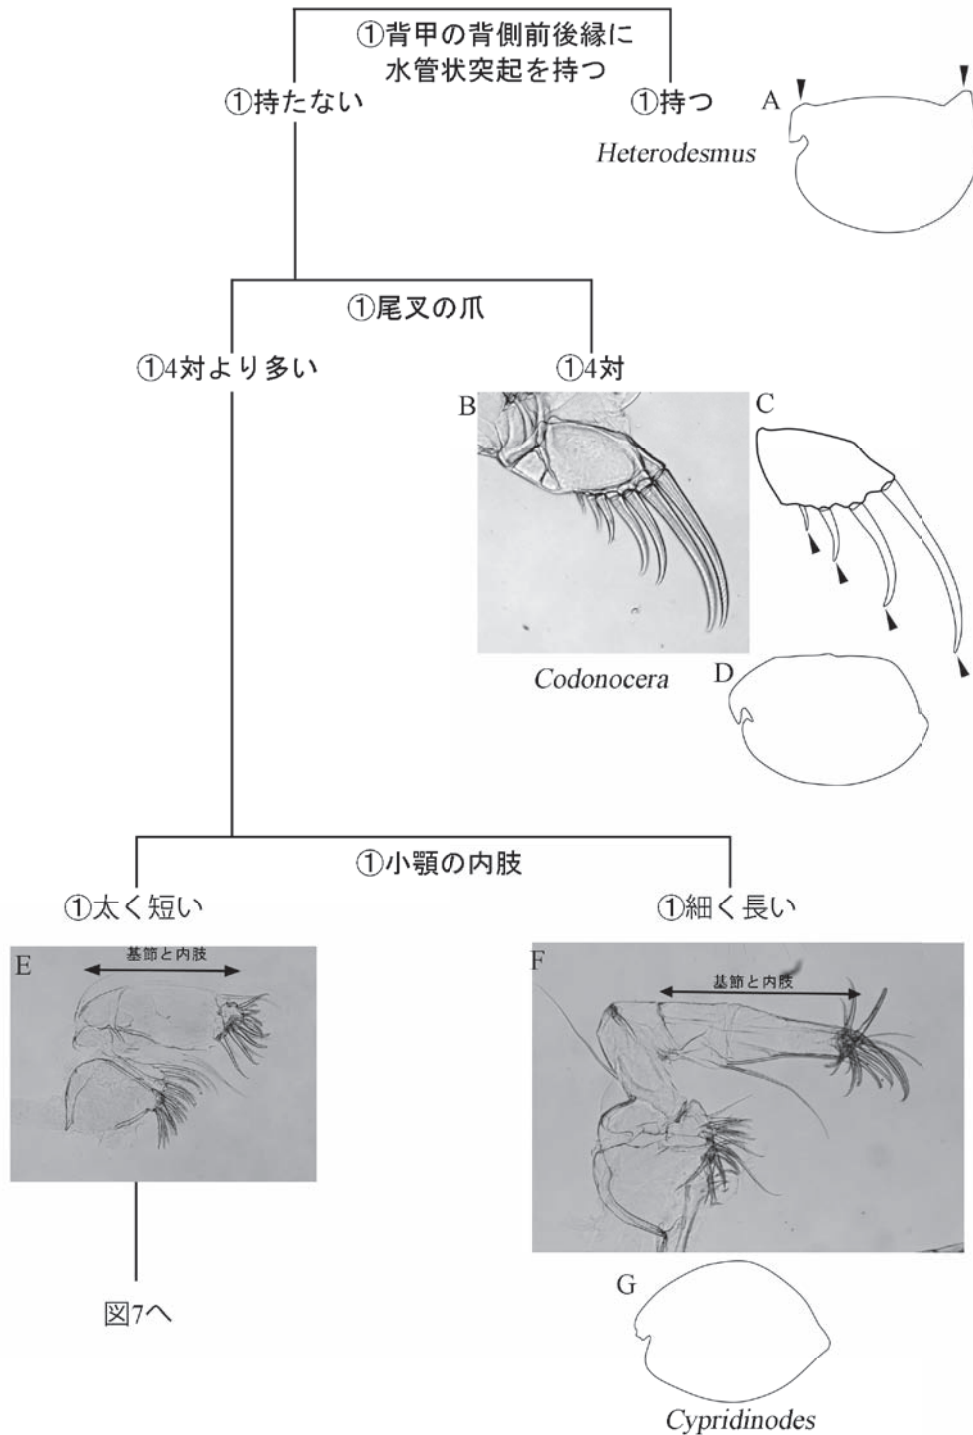 ①背甲の背側前後縁に
水管状突起を持つ
①持たない
①持つ
A
Heterodesmus
①尾叉の爪
①4対より多い
①4対
B
C
Codonocera
D
①小顎の内肢
①太く短い
①細く長い
E
基節と内肢
F
基節と内肢
図7へ
G
Cypridinodes